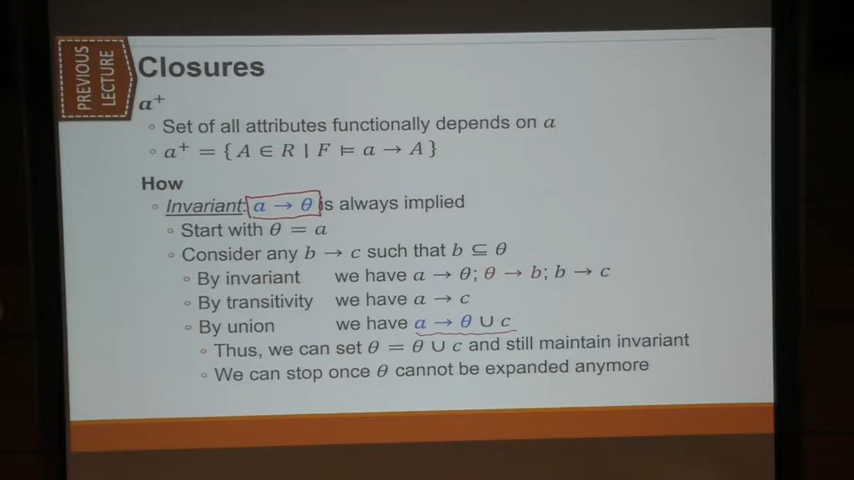 PREVIOUS
LECTURE
Closures
a⁺
◦ Set of all attributes functionally depends on a
◦ a⁺ = { A ∈ R | F ⊨ a → A }
How
◦ Invariant: a → θ is always implied
◦ Start with θ = a
◦ Consider any b → c such that b ⊆ θ
◦ By invariant we have a → θ; θ → b; b → c
◦ By transitivity we have a → c
◦ By union we have a → θ ∪ c
◦ Thus, we can set θ = θ ∪ c and still maintain invariant
◦ We can stop once θ cannot be expanded anymore